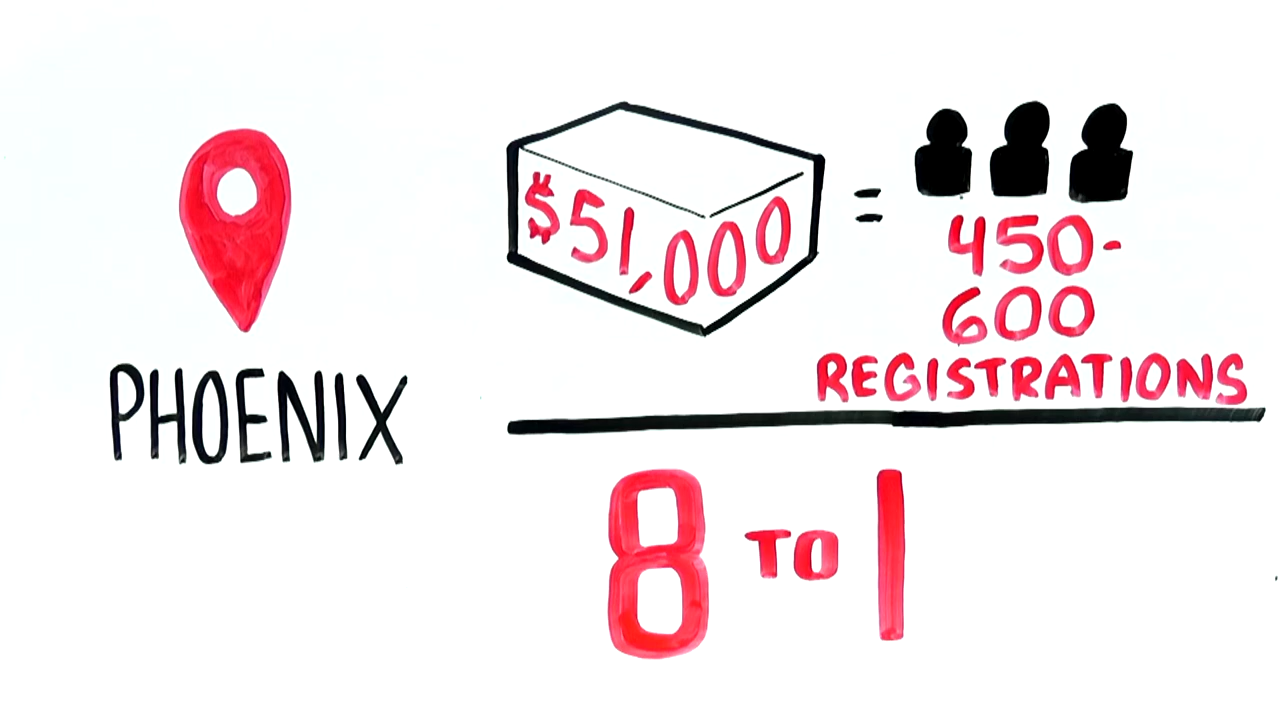 PHOENIX
$51,000
=
450-
600
REGISTRATIONS
8 TO 1